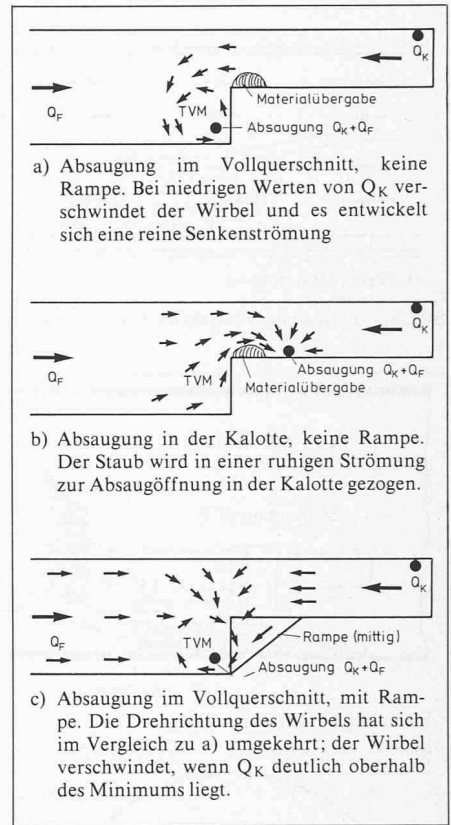 Q_K
Materialübergabe
Q_F
TVM
Absaugung Q_K+Q_F
a) Absaugung im Vollquerschnitt, keine
Rampe. Bei niedrigen Werten von Q_K ver-
schwindet der Wirbel und es entwickelt
sich eine reine Senkenströmung
Q_K
Q_F
Absaugung Q_K+Q_F
TVM
Materialübergabe
b) Absaugung in der Kalotte, keine Rampe.
Der Staub wird in einer ruhigen Strömung
zur Absaugöffnung in der Kalotte gezogen.
Q_K
Q_F
TVM
Rampe (mittig)
Absaugung Q_K+Q_F
c) Absaugung im Vollquerschnitt, mit Ram-
pe. Die Drehrichtung des Wirbels hat sich
im Vergleich zu a) umgekehrt; der Wirbel
verschwindet, wenn Q_K deutlich oberhalb
des Minimums liegt.